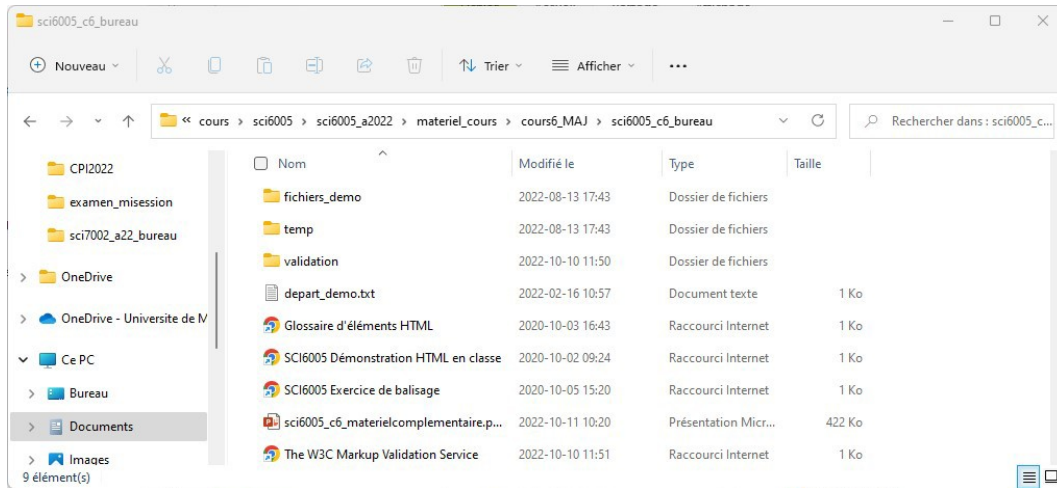 sci6005_c6_bureau
Nouveau Trier Afficher ...
« cours > sci6005 > sci6005_a2022 > materiel_cours > cours6_MAJ > sci6005_c6_bureau Rechercher dans : sci6005_c...
CPI2022
examen_misession
sci7002_a22_bureau
OneDrive
OneDrive - Universite de M
Ce PC
Bureau
Documents
Images
Nom Modifié le Type Taille
fichiers_demo 2022-08-13 17:43 Dossier de fichiers
temp 2022-08-13 17:43 Dossier de fichiers
validation 2022-10-10 11:50 Dossier de fichiers
depart_demo.txt 2022-02-16 10:57 Document texte 1 Ko
Glossaire d'éléments HTML 2020-10-03 16:43 Raccourci Internet 1 Ko
SCI6005 Démonstration HTML en classe 2020-10-02 09:24 Raccourci Internet 1 Ko
SCI6005 Exercice de balisage 2020-10-05 15:20 Raccourci Internet 1 Ko
sci6005_c6_materielcomplementaire.p... 2022-10-11 10:20 Présentation Micr... 422 Ko
The W3C Markup Validation Service 2022-10-10 11:51 Raccourci Internet 1 Ko
9 élément(s)